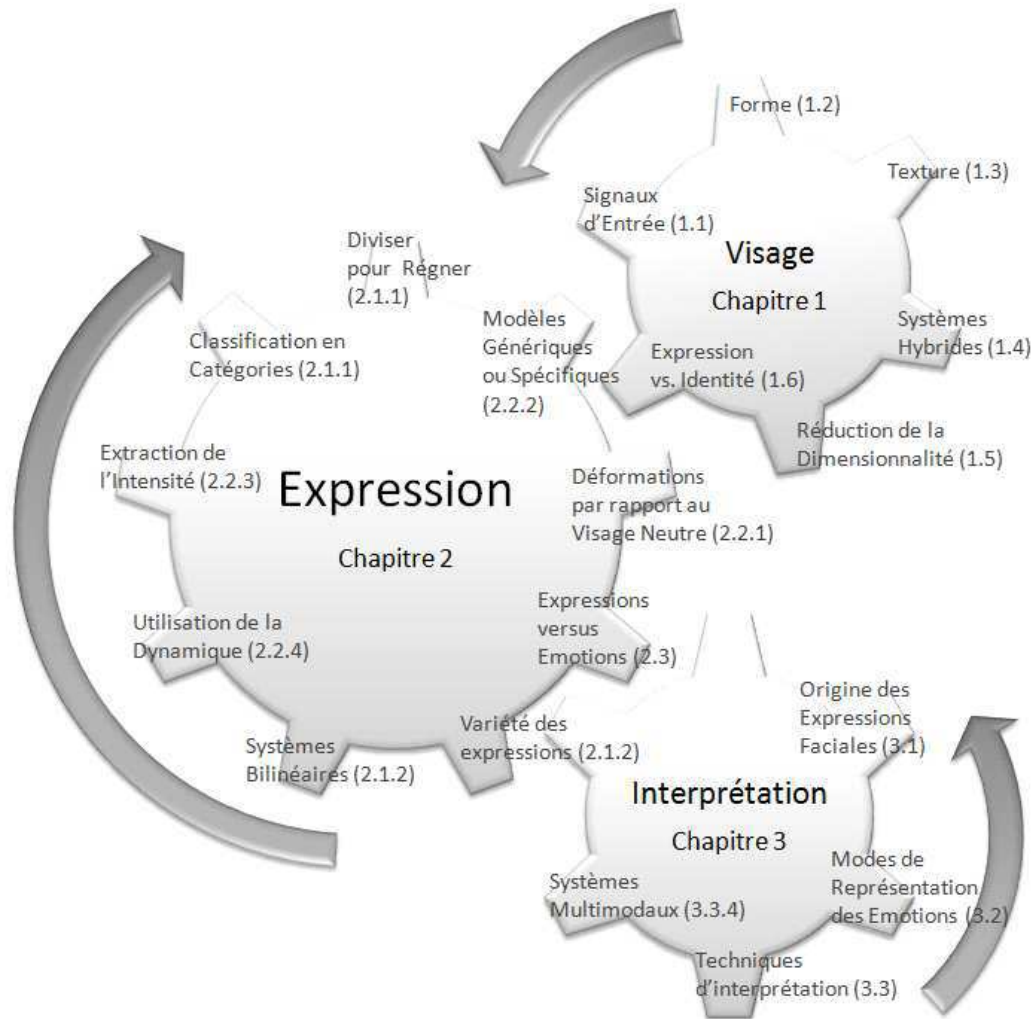 Forme (1.2)
Texture (1.3)
Signaux
d'Entrée (1.1)
Visage
Chapitre 1
Systèmes
Hybrides (1.4)
Expression
vs. Identité (1.6)
Réduction de la
Dimensionnalité (1.5)
Diviser
pour Régner
(2.1.1)
Classification en
Catégories (2.1.1)
Modèles
Génériques
ou Spécifiques
(2.2.2)
Extraction de
l'Intensité (2.2.3)
Expression
Chapitre 2
Déformations
par rapport au
Visage Neutre (2.2.1)
Utilisation de la
Dynamique (2.2.4)
Expressions
versus
Emotions (2.3)
Systèmes
Bilinéaires (2.1.2)
Variété des
expressions (2.1.2)
Origine des
Expressions
Faciales (3.1)
Interprétation
Chapitre 3
Systèmes
Multimodaux (3.3.4)
Modes de
Représentation
des Emotions (3.2)
Techniques
d'interprétation (3.3)